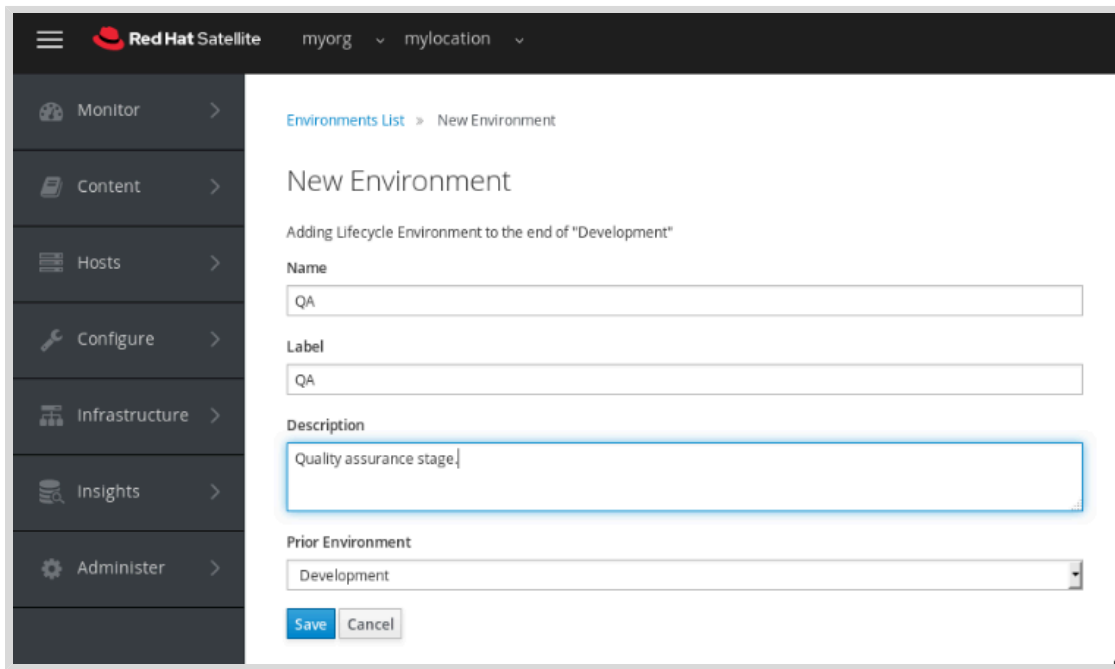 Red Hat Satellite myorg mylocation
Monitor
Content
Hosts
Configure
Infrastructure
Insights
Administer
Environments List » New Environment
New Environment
Adding Lifecycle Environment to the end of "Development"
Name
QA
Label
QA
Description
Quality assurance stage.
Prior Environment
Development
Save Cancel